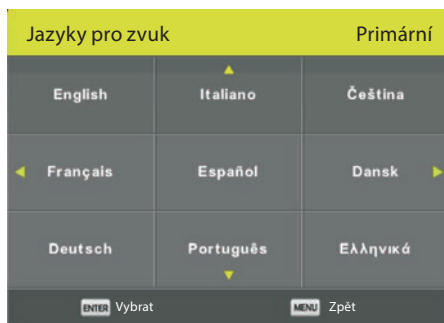 Jazyky pro zvuk Primární
English Italiano Čeština
Français Español Dansk
Deutsch Português Ελληνικά
ENTER Vybrat MENU Zpět